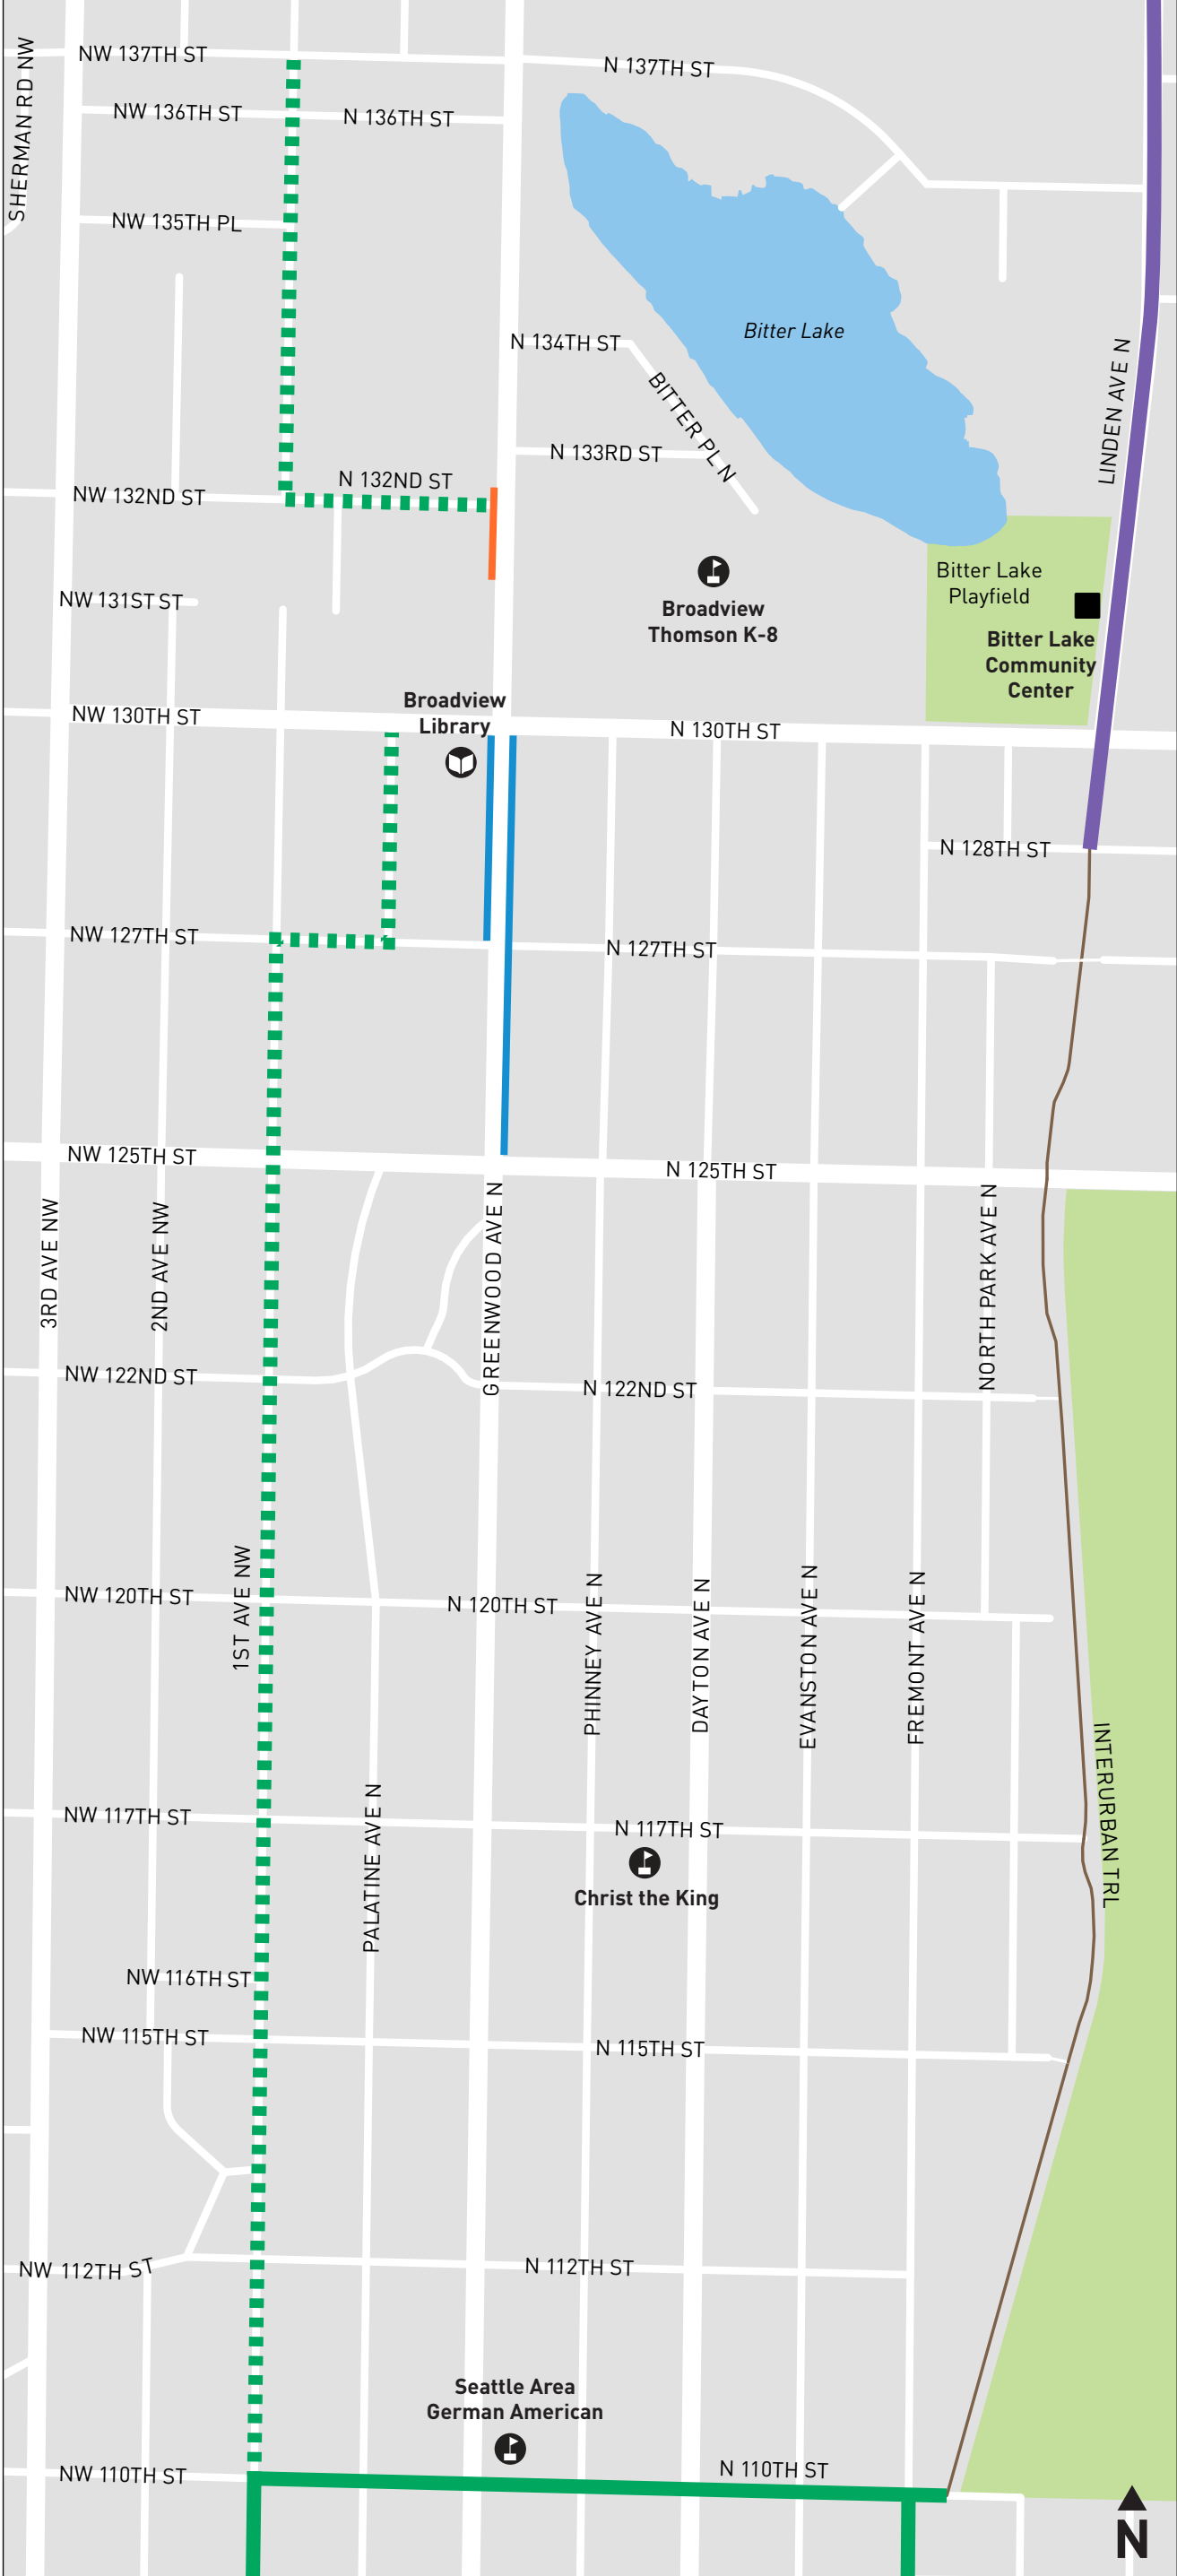 NW 137TH ST
N 137TH ST
SHERMAN RD NW
NW 136TH ST
N 136TH ST
NW 135TH PL
Bitter Lake
N 134TH ST
BITTER PL N
LINDEN AVE N
N 133RD ST
N 132ND ST
NW 132ND ST
Bitter Lake
Playfield
NW 131ST ST
Broadview
Thomson K-8
Bitter Lake
Community
Center
Broadview
Library
NW 130TH ST
N 130TH ST
N 128TH ST
NW 127TH ST
N 127TH ST
NW 125TH ST
N 125TH ST
3RD AVE NW
2ND AVE NW
GREENWOOD AVE N
NORTH PARK AVE N
NW 122ND ST
N 122ND ST
1ST AVE NW
NW 120TH ST
N 120TH ST
PHINNEY AVE N
DAYTON AVE N
EVANSTON AVE N
FREMONT AVE N
INTERURBAN TRL
PALATINE AVE N
NW 117TH ST
N 117TH ST
Christ the King
NW 116TH ST
NW 115TH ST
N 115TH ST
NW 112TH ST
N 112TH ST
Seattle Area
German American
NW 110TH ST
N 110TH ST
N